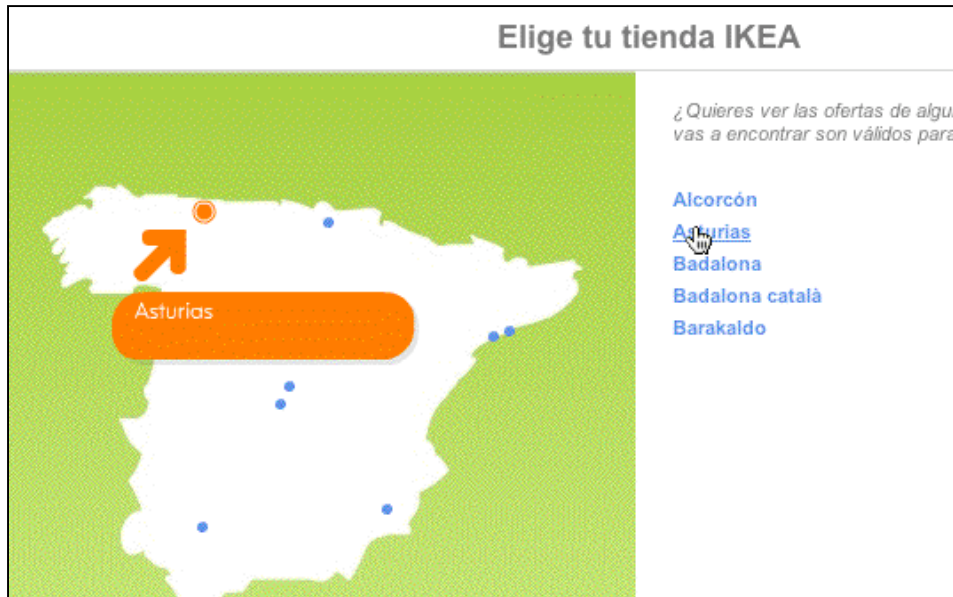 Elige tu tienda IKEA
¿Quieres ver las ofertas de
vas a encontrar son válidos para
Alcorcón
Asturias
Badalona
Badalona català
Barakaldo
Asturias